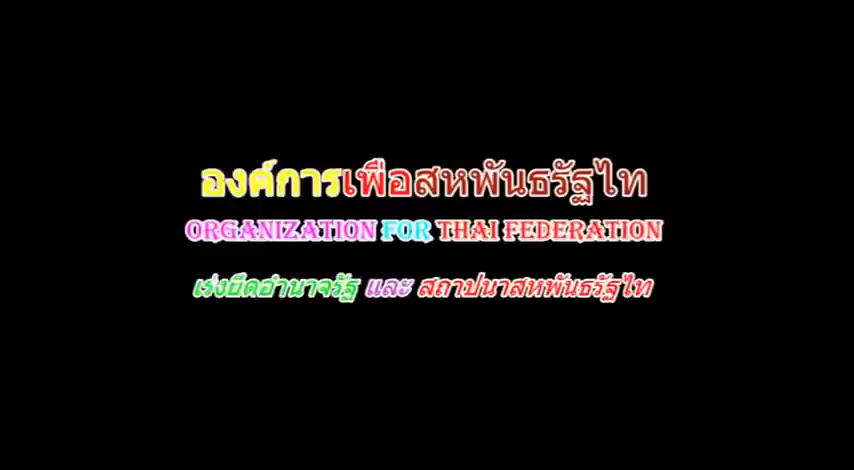 องค์การเพื่อสหพันธรัฐไท
ORGANIZATION FOR THAI FEDERATION
เร่งยึดอำนาจรัฐ และ สถาปนาสหพันธรัฐไท